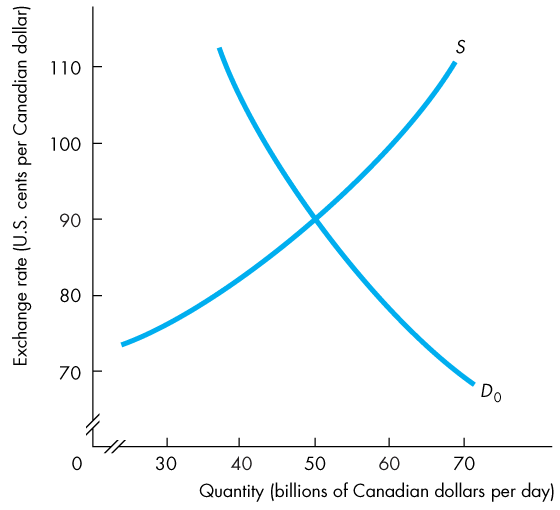 Exchange rate (U.S. cents per Canadian dollar)
110
100
90
80
70
0
30
40
50
60
70
Quantity (billions of Canadian dollars per day)
S
D0